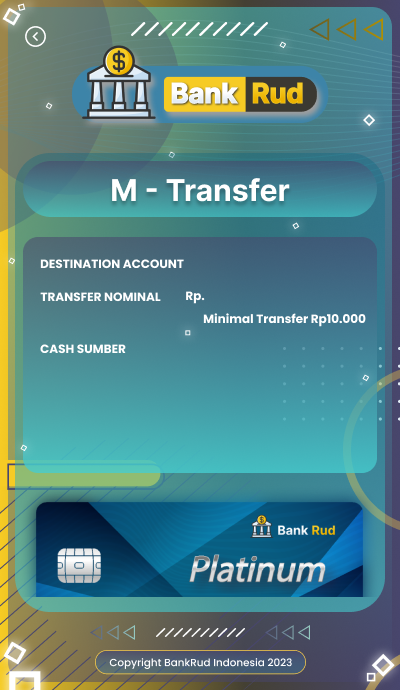 $
Bank Rud
M - Transfer
DESTINATION ACCOUNT
TRANSFER NOMINAL Rp.
Minimal Transfer Rp10.000
CASH SUMBER
$
Bank Rud
Platinum
Copyright BankRud Indonesia 2023